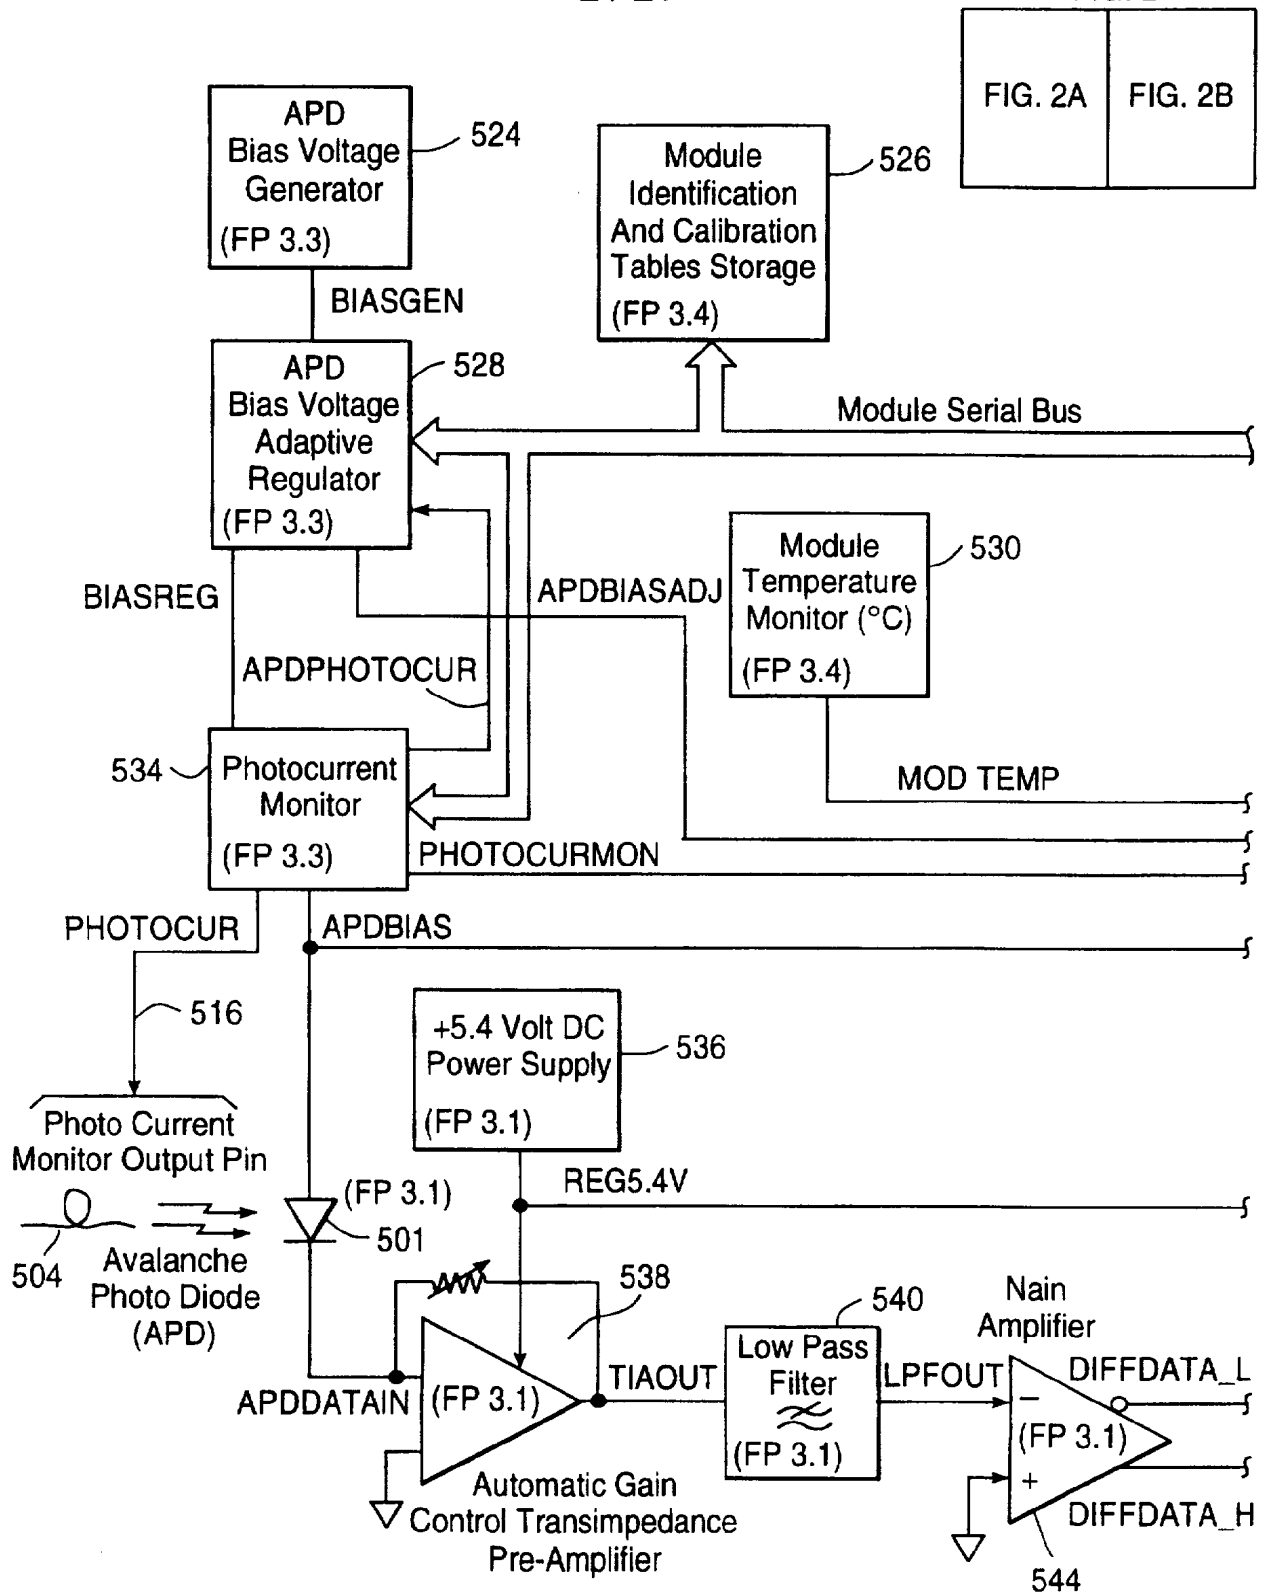 FIG. 2A
FIG. 2B
APD
Bias Voltage
Generator
(FP 3.3)
524
Module
Identification
And Calibration
Tables Storage
(FP 3.4)
526
BIASGEN
APD
Bias Voltage
Adaptive
Regulator
(FP 3.3)
528
Module Serial Bus
BIASREG
APDBIASADJ
Module
Temperature
Monitor (°C)
(FP 3.4)
530
APDPHOTOCUR
534
Photocurrent
Monitor
(FP 3.3)
MOD TEMP
PHOTOCURMON
PHOTOCUR
APDBIAS
516
+5.4 Volt DC
Power Supply
(FP 3.1)
536
Photo Current
Monitor Output Pin
REG5.4V
(FP 3.1)
501
504
Avalanche
Photo Diode
(APD)
538
540
Nain
Amplifier
Low Pass
Filter
(FP 3.1)
TIAOUT
LPFOUT
DIFFDATA_L
APDDATAIN
(FP 3.1)
−
(FP 3.1)
+
DIFFDATA_H
Automatic Gain
Control Transimpedance
Pre-Amplifier
544